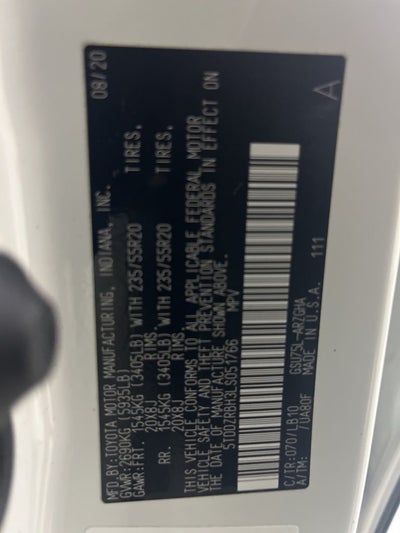 MFD.BY:TOYOTA MOTOR MANUFACTURING, INDIANA, INC. 08/20
GVWR:2690KG (5935LB)
GAWR:FRT. 1545KG (3405LB) WITH 235/55R20 TIRES.
20X8J RIMS
RR. 1545KG (3405LB) WITH 235/55R20 TIRES.
20X8J RIMS
THIS VEHICLE CONFORMS TO ALL APPLICABLE FEDERAL MOTOR
VEHICLE SAFETY AND THEFT PREVENTION STANDARDS IN EFFECT ON
THE DATE OF MANUFACTURE SHOWN ABOVE.
5TDDZRBH3LS051766 MPV
A
C/TR:070/LB10 GSU75L-ARZGHA
A/TM: -/UA80F MADE IN U.S.A. 111